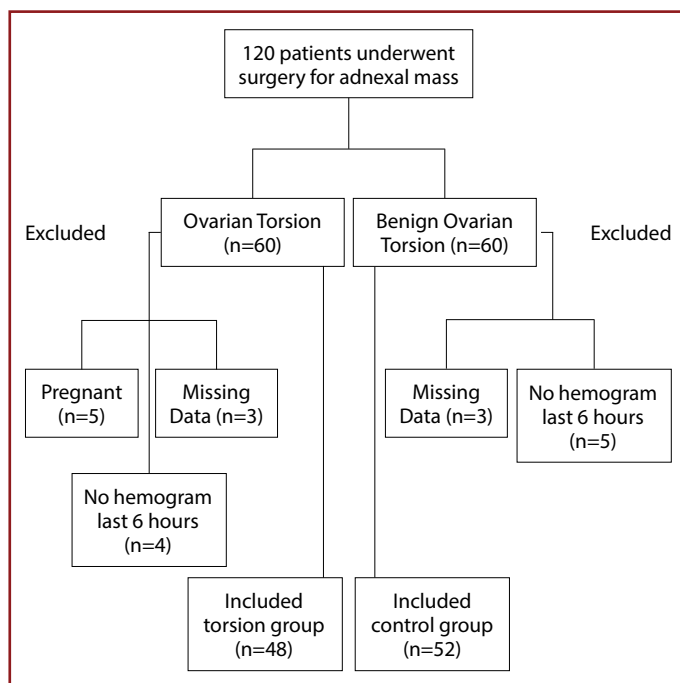 120 patients underwent
surgery for adnexal mass
Excluded
Ovarian Torsion
(n=60)
Benign Ovarian
Torsion (n=60)
Excluded
Pregnant
(n=5)
Missing
Data (n=3)
Missing
Data (n=3)
No hemogram
last 6 hours
(n=5)
No hemogram
last 6 hours
(n=4)
Included
torsion group
(n=48)
Included
control group
(n=52)